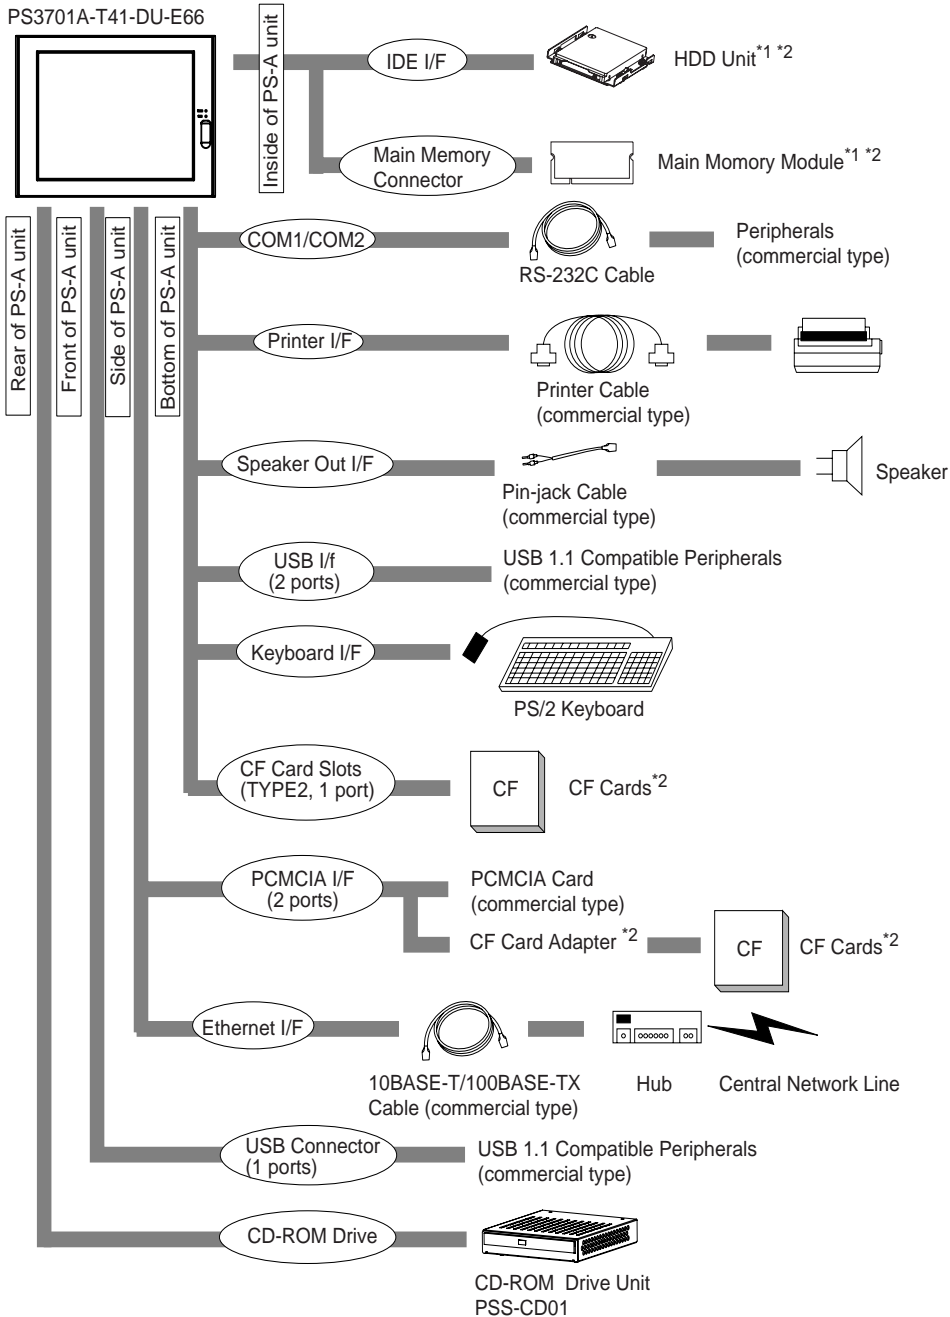 PS3701A-T41-DU-E66
Inside of PS-A unit
IDE I/F
HDD Unit*1 *2
Main Memory
Connector
Main Momory Module*1 *2
Rear of PS-A unit
Front of PS-A unit
Side of PS-A unit
Bottom of PS-A unit
COM1/COM2
RS-232C Cable
Peripherals
(commercial type)
Printer I/F
Printer Cable
(commercial type)
Speaker Out I/F
Pin-jack Cable
(commercial type)
Speaker
USB I/f
(2 ports)
USB 1.1 Compatible Peripherals
(commercial type)
Keyboard I/F
PS/2 Keyboard
CF Card Slots
(TYPE2, 1 port)
CF
CF Cards*2
PCMCIA I/F
(2 ports)
PCMCIA Card
(commercial type)
CF Card Adapter *2
CF
CF Cards*2
Ethernet I/F
10BASE-T/100BASE-TX
Cable (commercial type)
Hub
Central Network Line
USB Connector
(1 ports)
USB 1.1 Compatible Peripherals
(commercial type)
CD-ROM Drive
CD-ROM Drive Unit
PSS-CD01